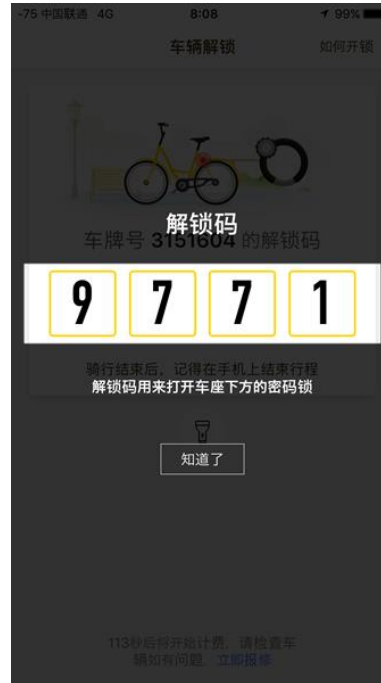 -75 中国联通 4G 8:08 99%
车辆解锁 如何开锁
解锁码
车牌号 3151604 的解锁码
9 7 7 1
骑行结束后，记得在手机上结束行程
解锁码用来打开车座下方的密码锁
知道了
113秒后将开始计费，请检查车
辆如有问题，立即报修